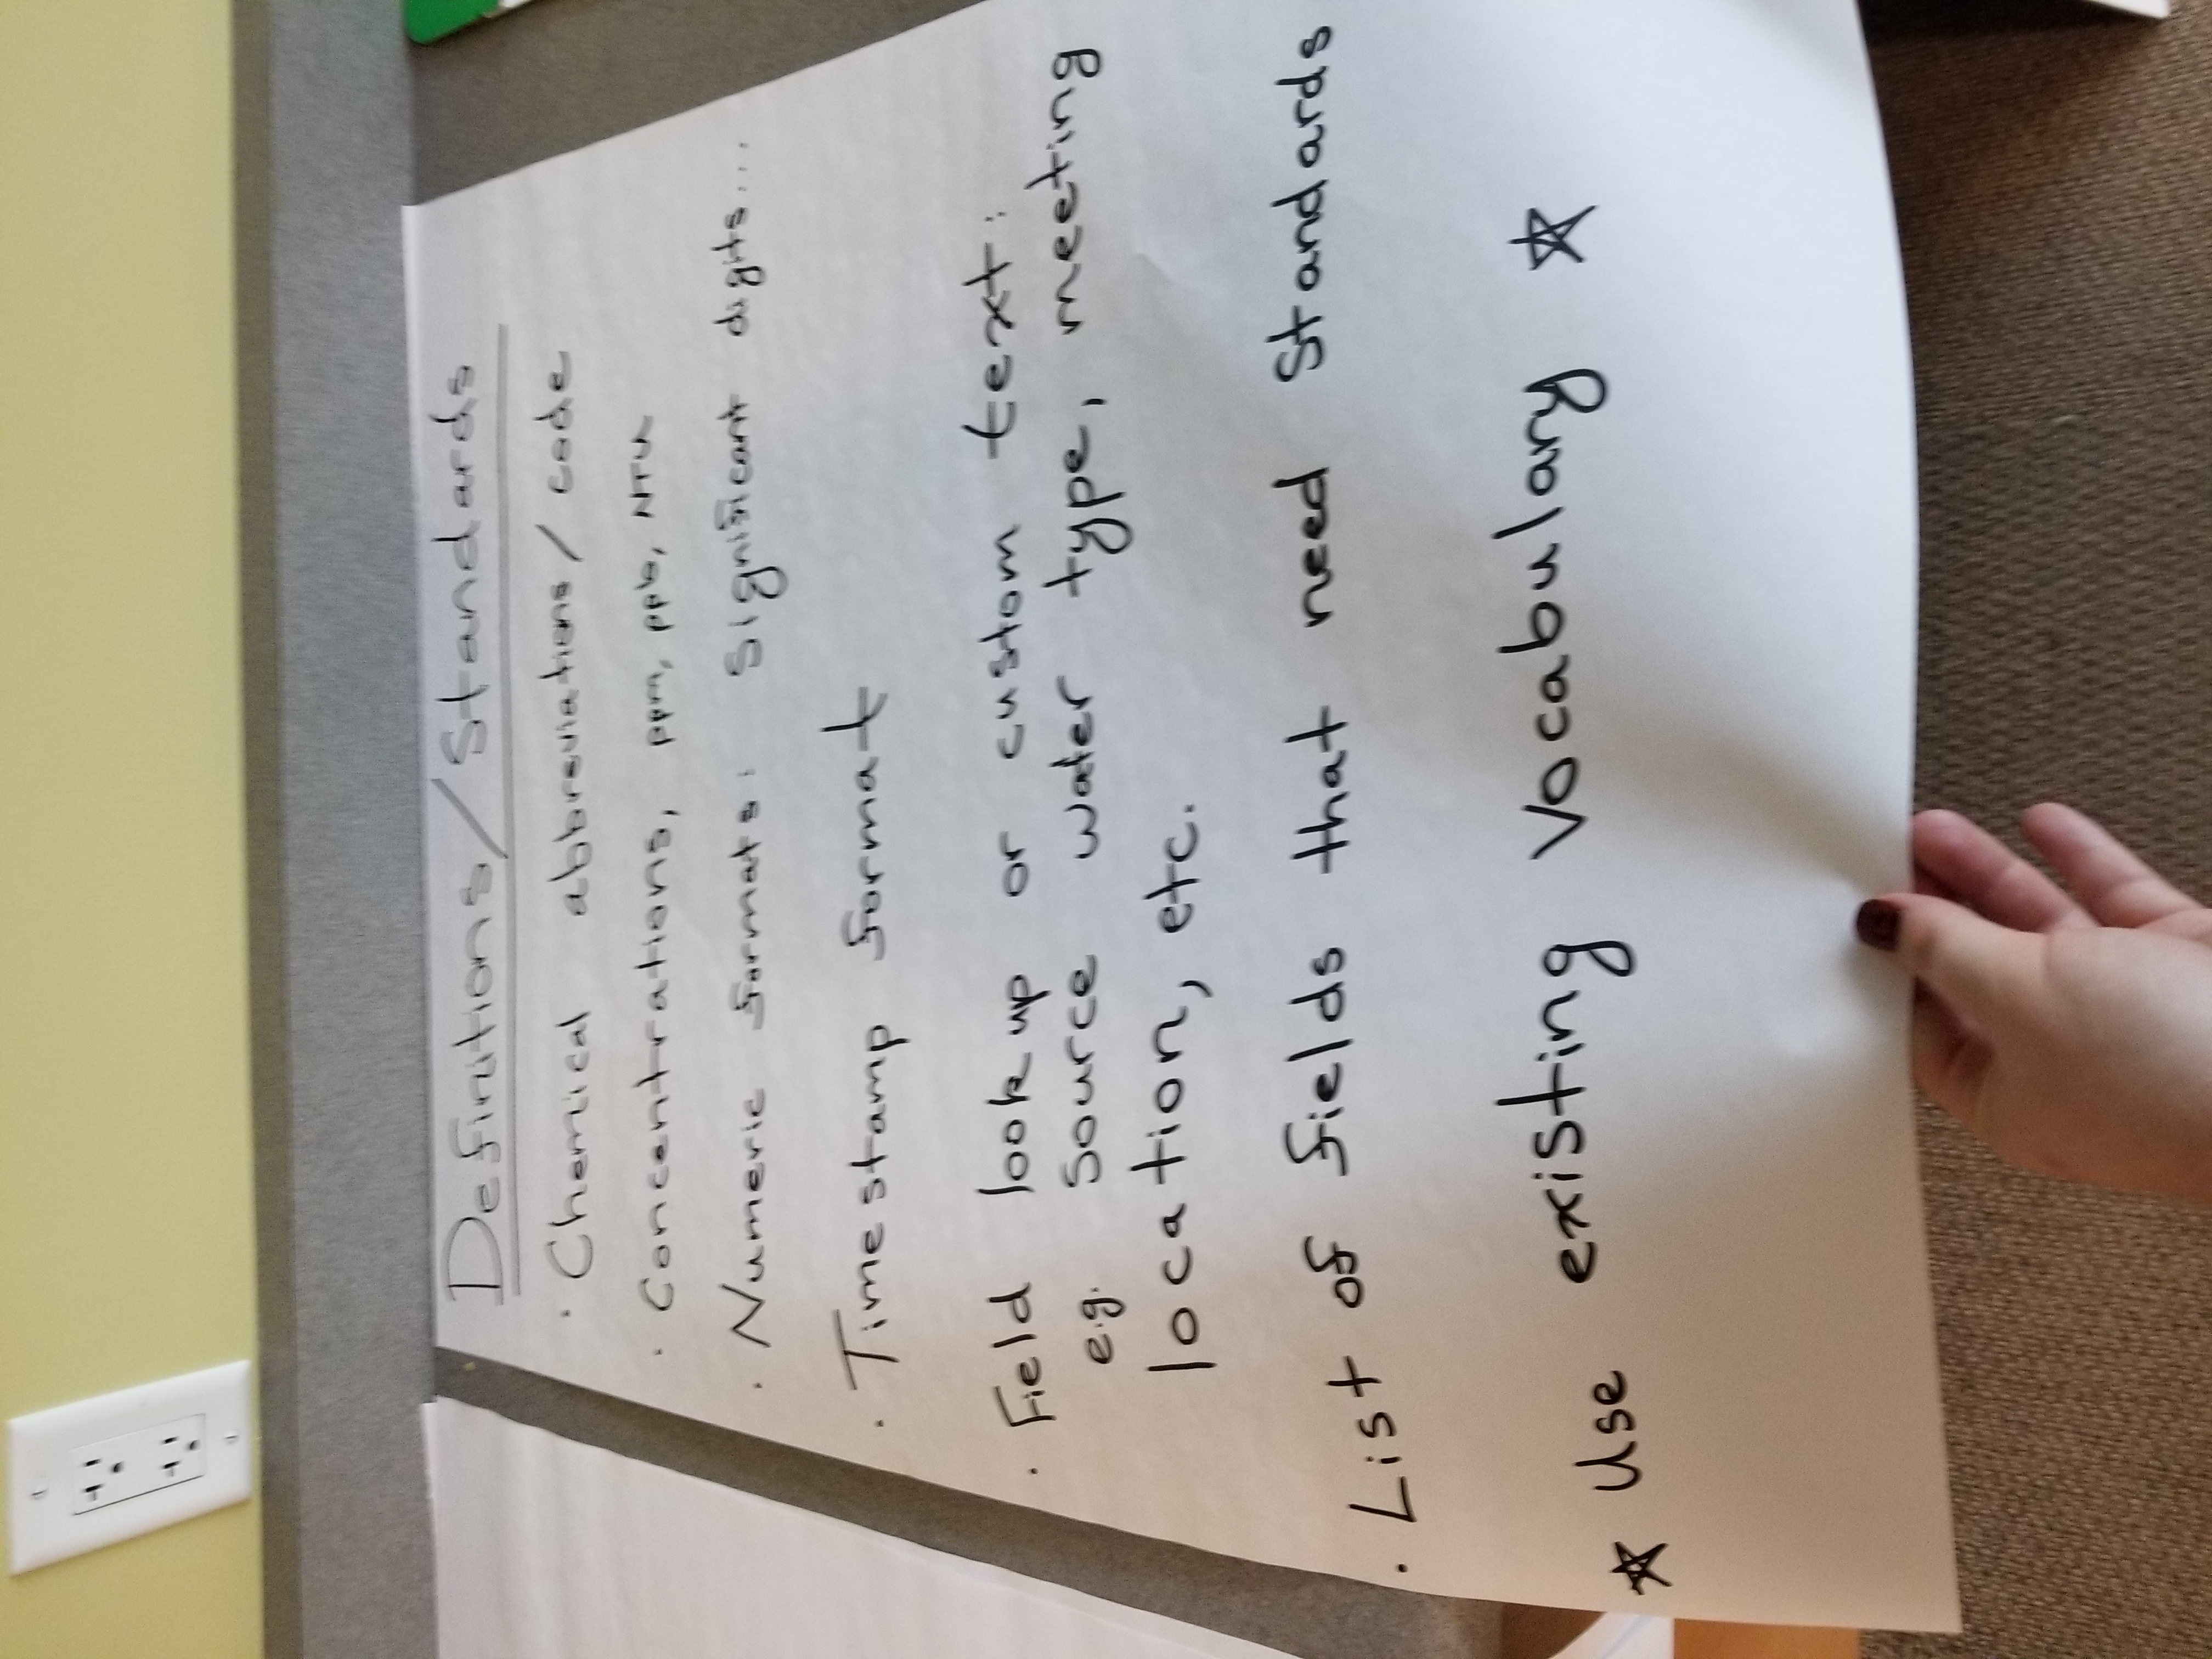 Definitions/Standards
· Chemical abbreviations/code
· Concentrations, ppm, ppb, NTU
· Numeric formats: Significant digits...
· Timestamp format
· Field look up or custom text:
e.g. source water type, meeting
location, etc.
· List of fields that need standards
☆ Use existing vocabulary ☆